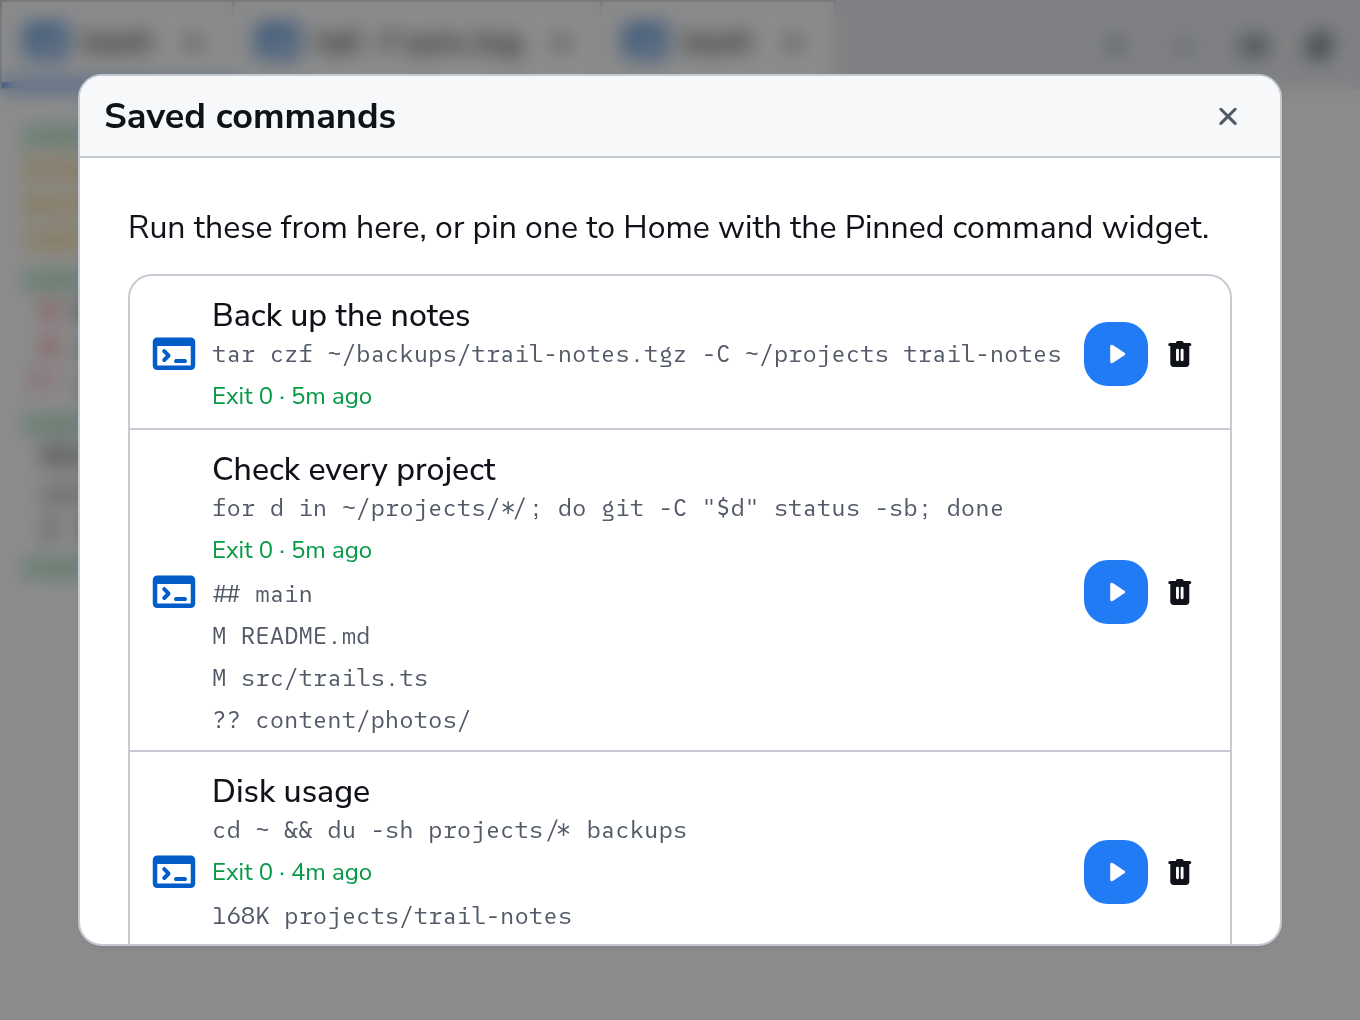 Saved commands
Run these from here, or pin one to Home with the Pinned command widget.
Back up the notes
tar czf ~/backups/trail-notes.tgz -C ~/projects trail-notes
Exit 0 · 5m ago
Check every project
for d in ~/projects/*/; do git -C "$d" status -sb; done
Exit 0 · 5m ago
## main
M README.md
M src/trails.ts
?? content/photos/
Disk usage
cd ~ && du -sh projects/* backups
Exit 0 · 4m ago
168K projects/trail-notes